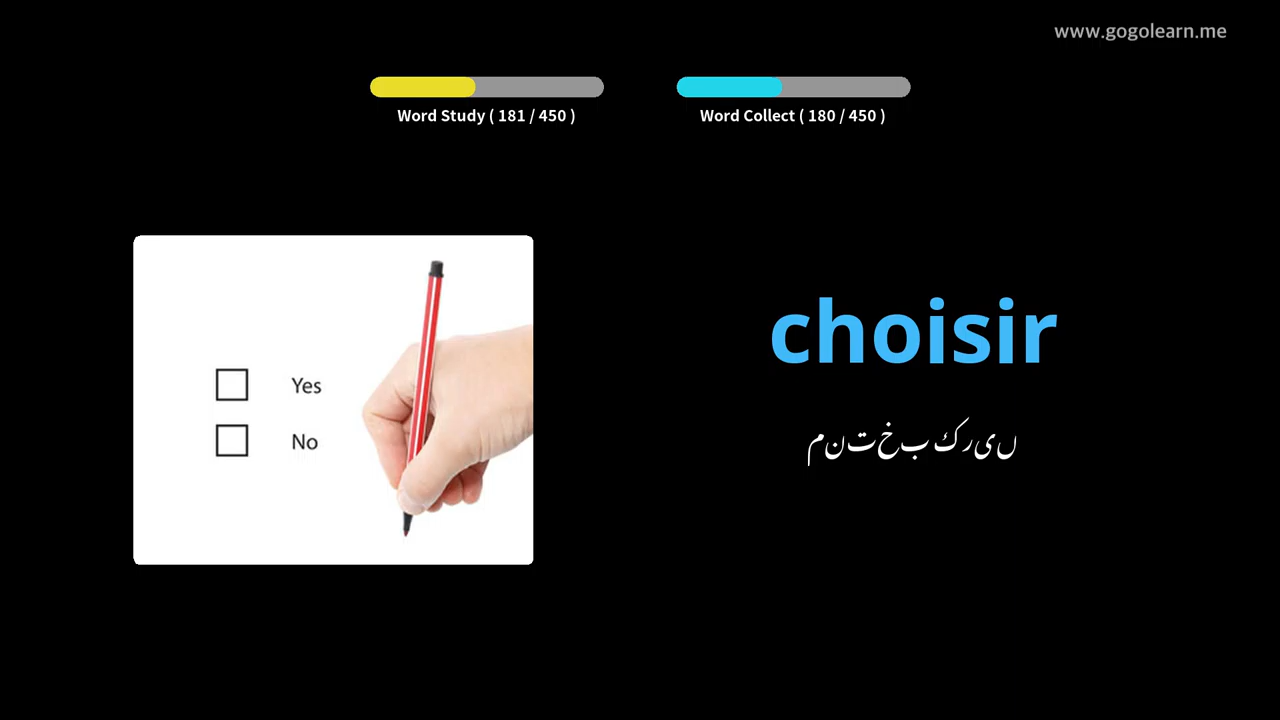 www.gogolearn.me
Word Study ( 181 / 450 )
Word Collect ( 180 / 450 )
Yes
No
choisir
منتخب کریں